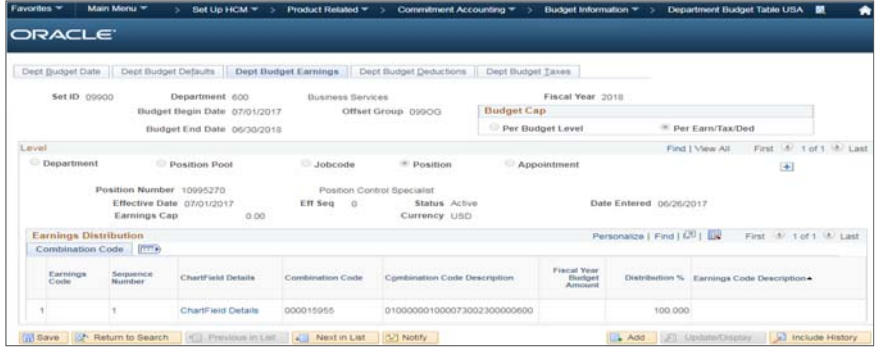 Favorites Main Menu > Set Up HCM > Product Related > Commitment Accounting > Budget Information > Department Budget Table USA
ORACLE
Dept Budget Date Dept Budget Defaults Dept Budget Earnings Dept Budget Deductions Dept Budget Taxes
Set ID 09900 Department 600 Business Services Fiscal Year 2018
Budget Begin Date 07/01/2017 Offset Group 099OG Budget Cap
Budget End Date 06/30/2018 Per Budget Level Per Earn/Tax/Ded
Level Find | View All First 1 of 1 Last
Department Position Pool Jobcode Position Appointment
Position Number 10995270 Position Control Specialist
Effective Date 07/01/2017 Eff Seq 0 Status Active Date Entered 06/26/2017
Earnings Cap 0.00 Currency USD
Earnings Distribution Personalize | Find | First 1 of 1 Last
Combination Code
Earnings Code Sequence Number ChartField Details Combination Code Combination Code Description Fiscal Year Budget Amount Distribution % Earnings Code Description
1 1 ChartField Details 000015955 100.000
Save Return to Search Previous in List Next in List Notify Add Update/Display Include History